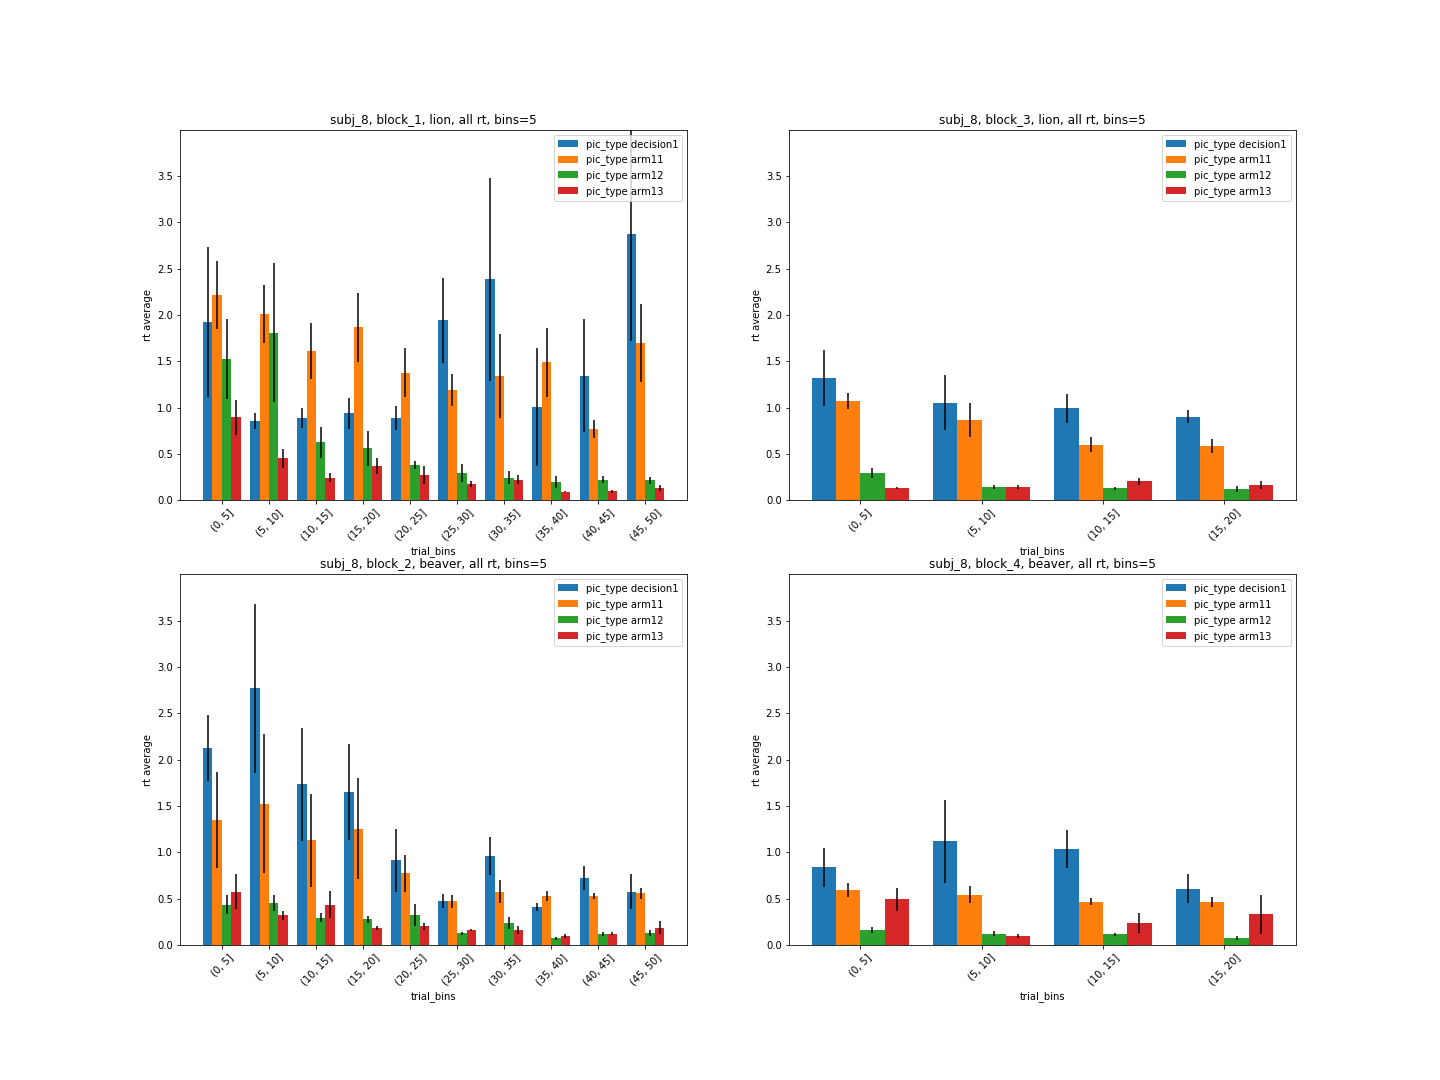 subj_8, block_1, lion, all rt, bins=5
pic_type decision1
pic_type arm11
pic_type arm12
pic_type arm13
rt average
3.5
3.0
2.5
2.0
1.5
1.0
0.5
0.0
(0, 5]
(5, 10]
(10, 15]
(15, 20]
(20, 25]
(25, 30]
(30, 35]
(35, 40]
(40, 45]
(45, 50]
trial_bins
subj_8, block_3, lion, all rt, bins=5
pic_type decision1
pic_type arm11
pic_type arm12
pic_type arm13
rt average
3.5
3.0
2.5
2.0
1.5
1.0
0.5
0.0
(0, 5]
(5, 10]
(10, 15]
(15, 20]
trial_bins
subj_8, block_2, beaver, all rt, bins=5
pic_type decision1
pic_type arm11
pic_type arm12
pic_type arm13
rt average
3.5
3.0
2.5
2.0
1.5
1.0
0.5
0.0
(0, 5]
(5, 10]
(10, 15]
(15, 20]
(20, 25]
(25, 30]
(30, 35]
(35, 40]
(40, 45]
(45, 50]
trial_bins
subj_8, block_4, beaver, all rt, bins=5
pic_type decision1
pic_type arm11
pic_type arm12
pic_type arm13
rt average
3.5
3.0
2.5
2.0
1.5
1.0
0.5
0.0
(0, 5]
(5, 10]
(10, 15]
(15, 20]
trial_bins